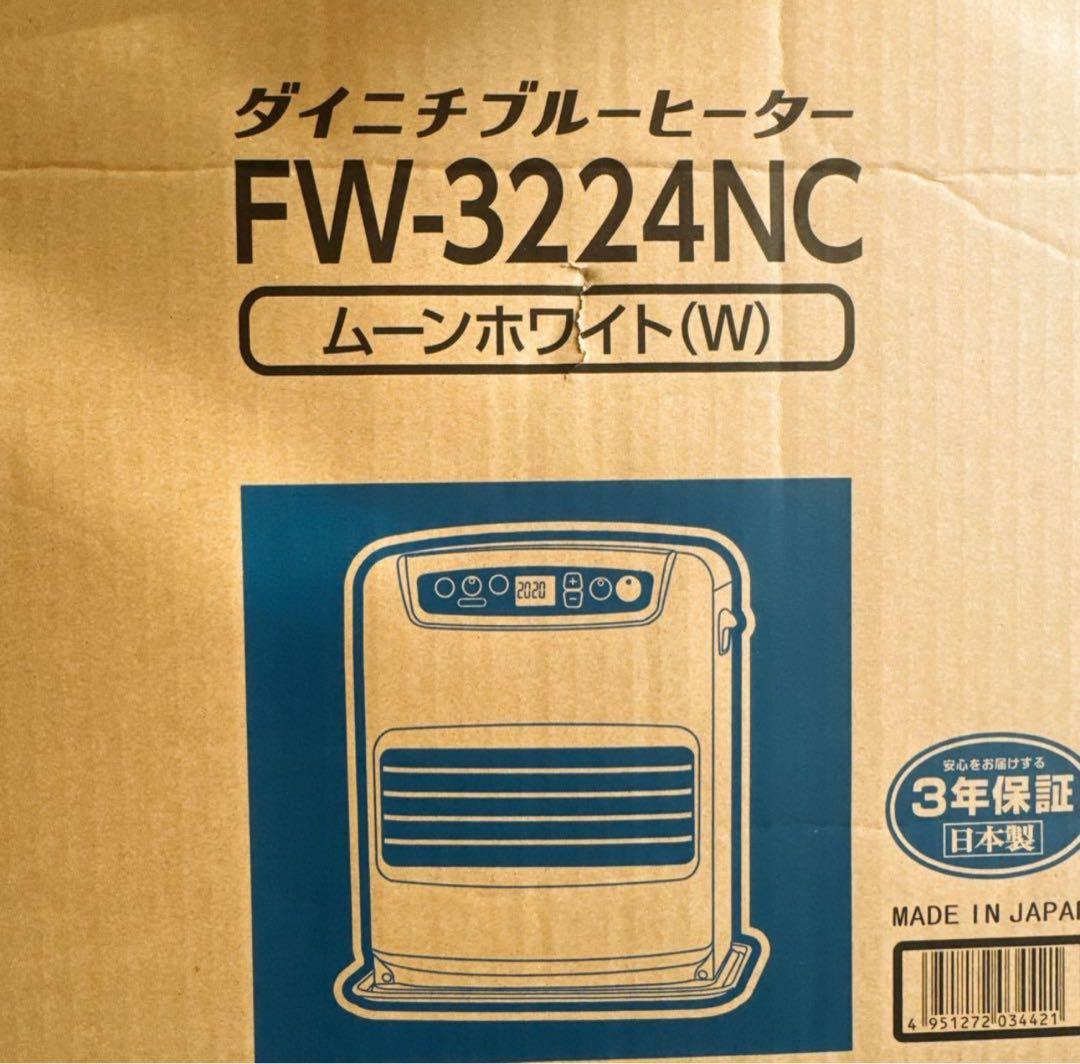 ダイニチブルーヒーター
FW-3224NC
ムーンホワイト(W)
2020
安心をお届けする
3年保証
日本製
MADE IN JAPA
4 951272 034421